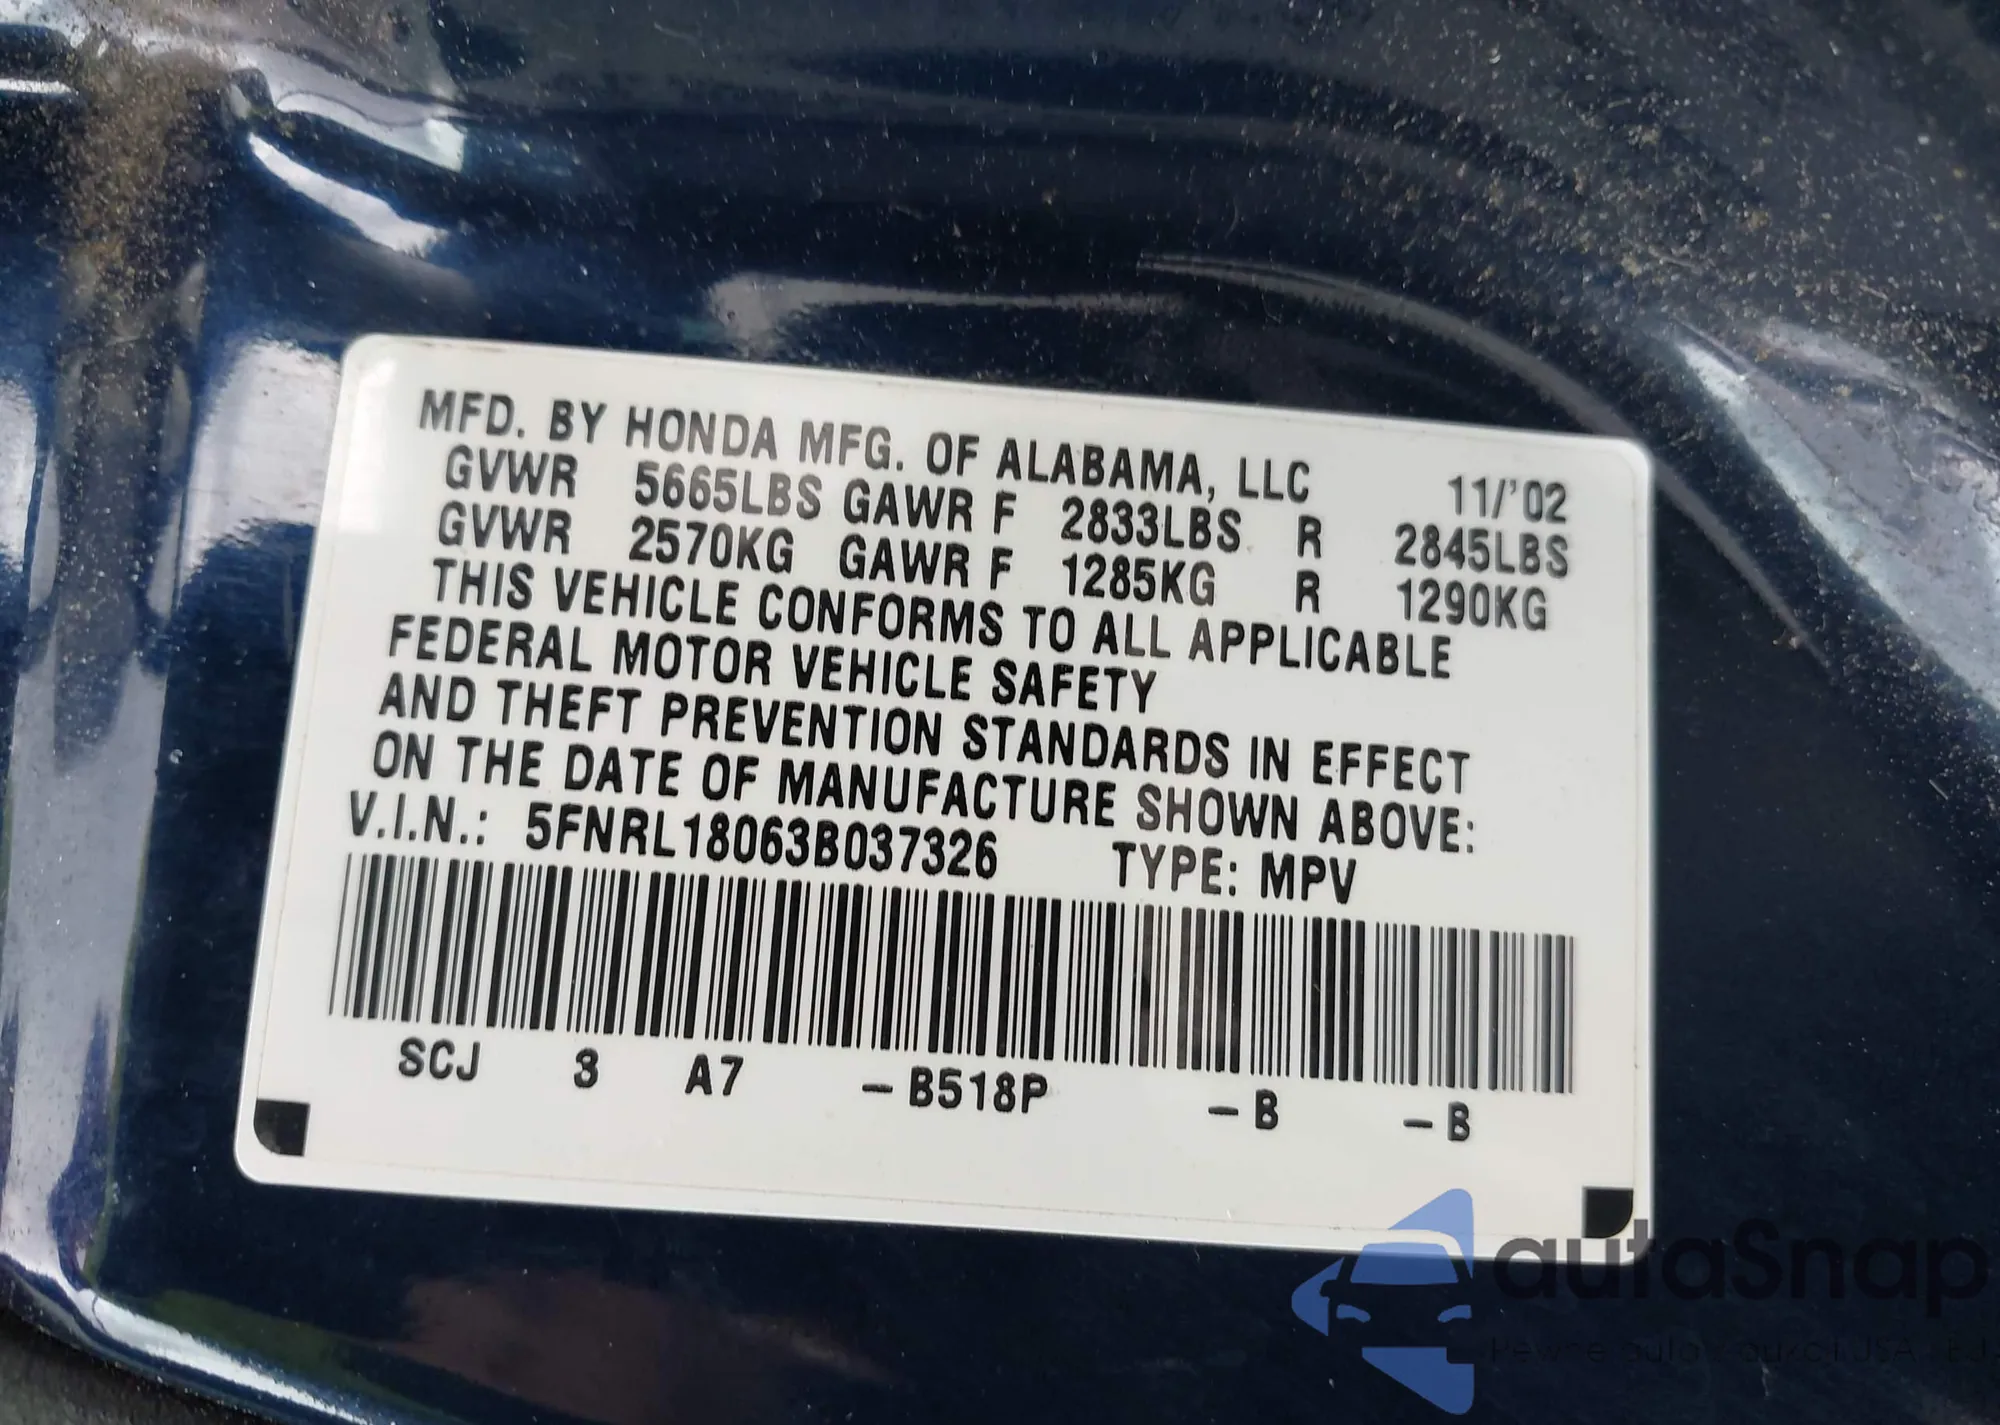 MFD. BY HONDA MFG. OF ALABAMA, LLC 11/'02
GVWR 5665LBS GAWR F 2833LBS R 2845LBS
GVWR 2570KG GAWR F 1285KG R 1290KG
THIS VEHICLE CONFORMS TO ALL APPLICABLE
FEDERAL MOTOR VEHICLE SAFETY
AND THEFT PREVENTION STANDARDS IN EFFECT
ON THE DATE OF MANUFACTURE SHOWN ABOVE:
V.I.N.: 5FNRL18063B037326 TYPE: MPV
SCJ 3 A7 -B518P -B -B
autaSnap